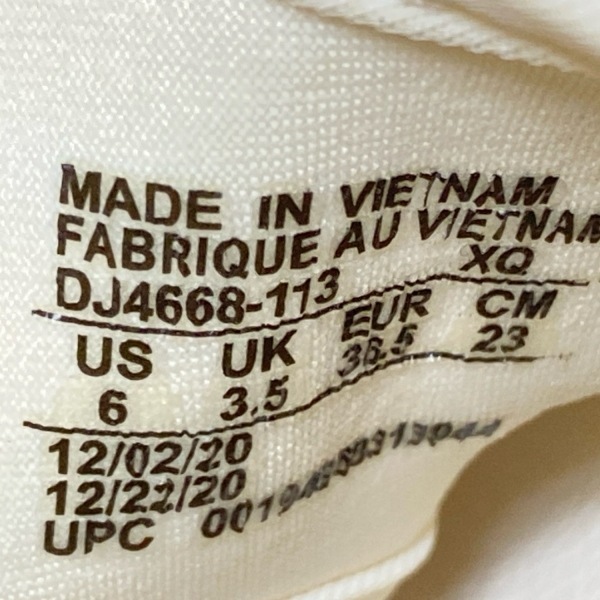 MADE IN VIETNAM
FABRIQUE AU VIETNAM
XQ
DJ4668-113
US UK EUR CM
6 3.5 36.5 23
12/02/20
12/22/20
UPC